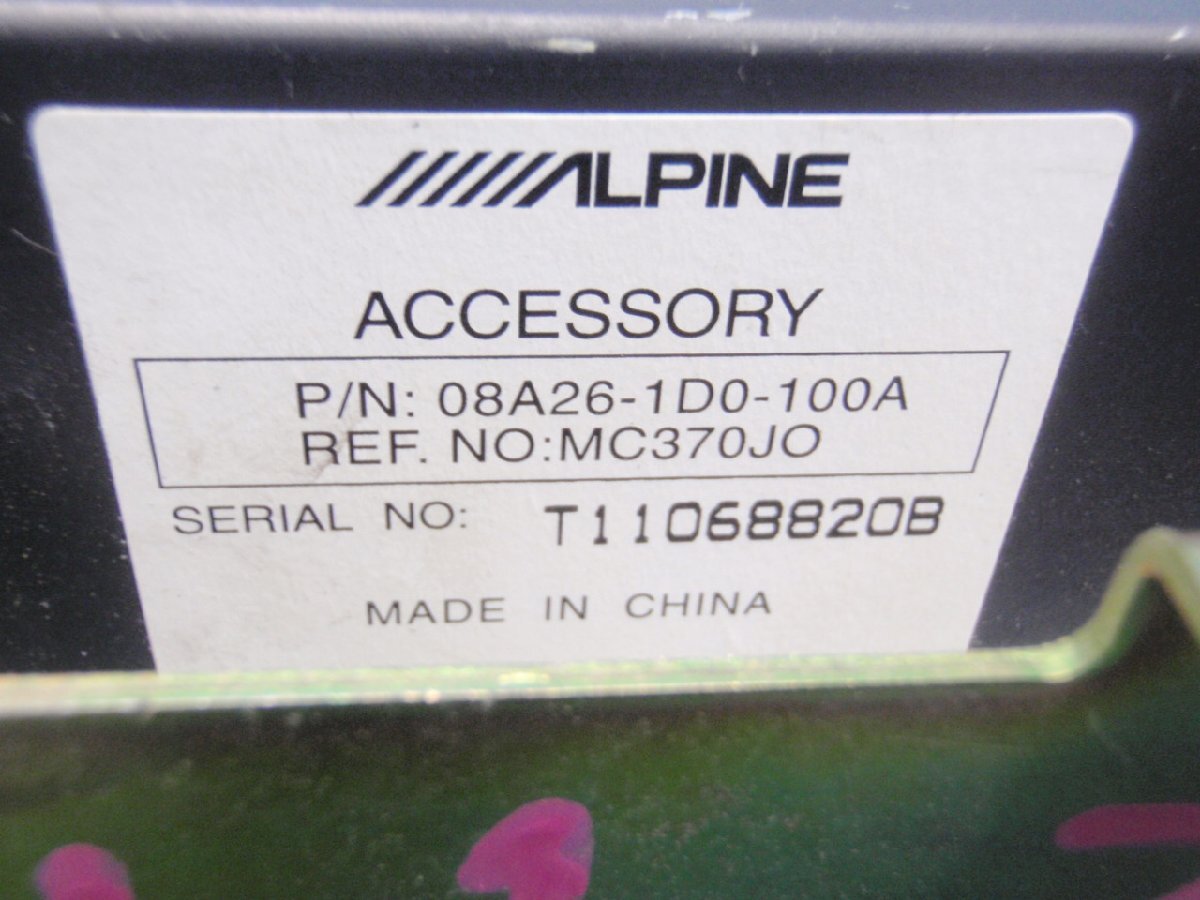 ALPINE
ACCESSORY
P/N: 08A26-1D0-100A
REF. NO:MC370JO
SERIAL NO: T11068820B
MADE IN CHINA